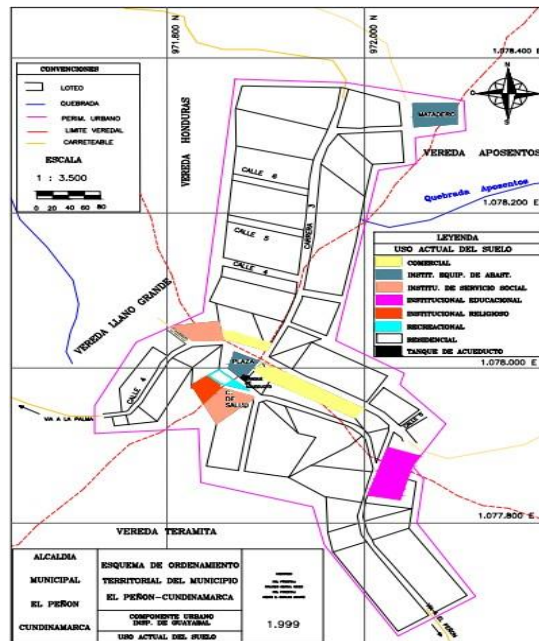 971.800 N
972.000 N
1.078.400 E
CONVENCIONES
LOTEO
QUEBRADA
PERIM. URBANO
LIMITE VEREDAL
CARRETEABLE
ESCALA
1 : 3.500
0 20 40 60 80
VEREDA HONDURAS
N
MATADERO
VEREDA APOSENTOS
Quebrada Aposentos
1.078.200 E
CALLE 6
CALLE 5
CALLE 4
CARRERA 3
LEYENDA
USO ACTUAL DEL SUELO
COMERCIAL
INSTIT. EQUIP. DE ABAST.
INSTITU. DE SERVICIO SOCIAL
INSTITUCIONAL EDUCACIONAL
INSTITUCIONAL RELIGIOSO
RECREACIONAL
RESIDENCIAL
TANQUE DE ACUEDUCTO
VEREDA LLANO GRANDE
PLAZA
1.078.000 E
CALLE 4
C. DE SALUD
VIA A LA PALMA
1.077.800 E
VEREDA TERAMITA
ALCALDIA
MUNICIPAL
EL PEÑON
CUNDINAMARCA
ESQUEMA DE ORDENAMIENTO
TERRITORIAL DEL MUNICIPIO
EL PEÑON-CUNDINAMARCA
COMPONENTE URBANO
INSP. DE GUAYABAL
USO ACTUAL DEL SUELO
1.999